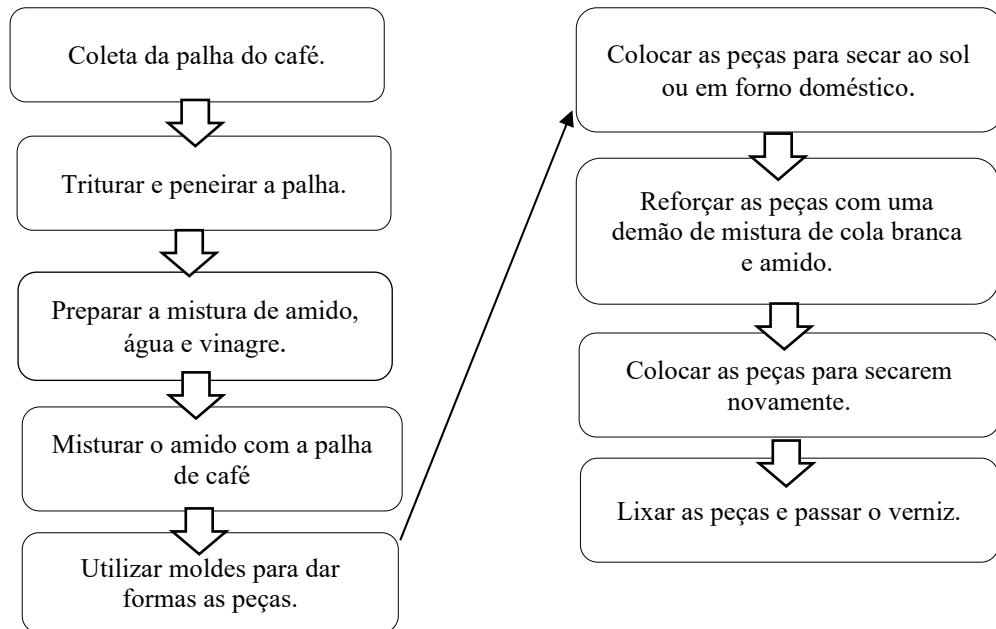 Coleta da palha do café.
Triturar e peneirar a palha.
Preparar a mistura de amido,
água e vinagre.
Misturar o amido com a palha
de café
Utilizar moldes para dar
formas as peças.
Colocar as peças para secar ao sol
ou em forno doméstico.
Reforçar as peças com uma
demão de mistura de cola branca
e amido.
Colocar as peças para secarem
novamente.
Lixar as peças e passar o verniz.